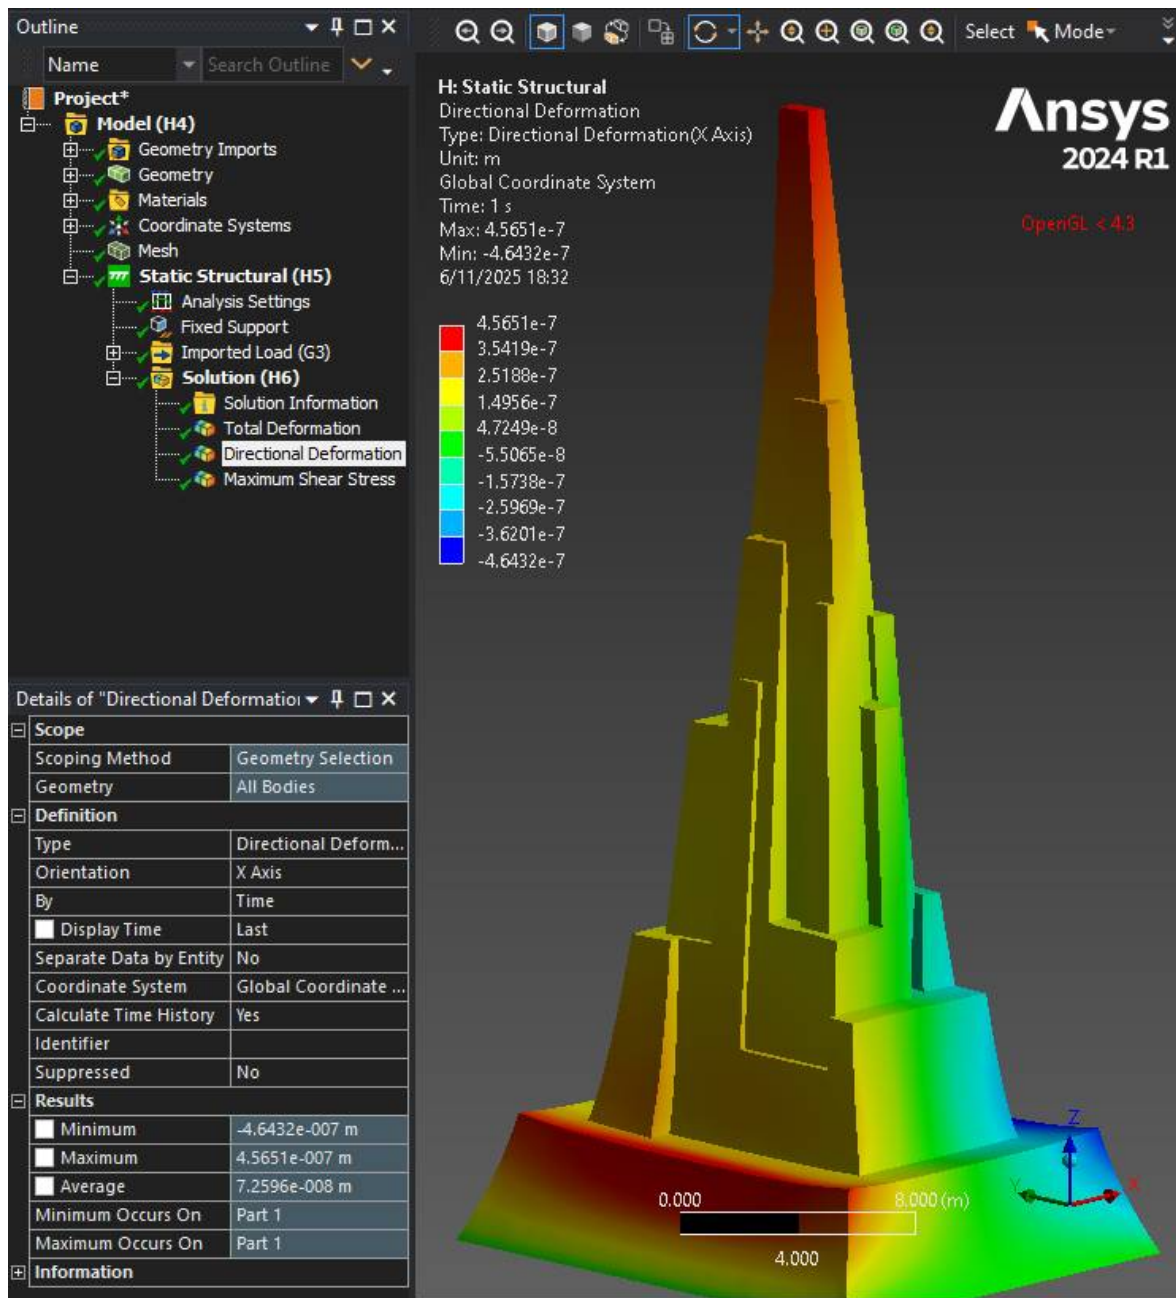 Outline
Name
Search Outline
Project*
Model (H4)
Geometry Imports
Geometry
Materials
Coordinate Systems
Mesh
Static Structural (H5)
Analysis Settings
Fixed Support
Imported Load (G3)
Solution (H6)
Solution Information
Total Deformation
Directional Deformation
Maximum Shear Stress
Details of "Directional Deformatio
Scope
Scoping Method Geometry Selection
Geometry All Bodies
Definition
Type Directional Deform...
Orientation X Axis
By Time
Display Time Last
Separate Data by Entity No
Coordinate System Global Coordinate ...
Calculate Time History Yes
Identifier
Suppressed No
Results
Minimum -4.6432e-007 m
Maximum 4.5651e-007 m
Average 7.2596e-008 m
Minimum Occurs On Part 1
Maximum Occurs On Part 1
Information
Select Mode
H: Static Structural
Directional Deformation
Type: Directional Deformation(X Axis)
Unit: m
Global Coordinate System
Time: 1 s
Max: 4.5651e-7
Min: -4.6432e-7
6/11/2025 18:32
4.5651e-7
3.5419e-7
2.5188e-7
1.4956e-7
4.7249e-8
-5.5065e-8
-1.5738e-7
-2.5969e-7
-3.6201e-7
-4.6432e-7
Ansys
2024 R1
OpenGL < 4.3
0.000 8.000 (m)
4.000
Z
Y X